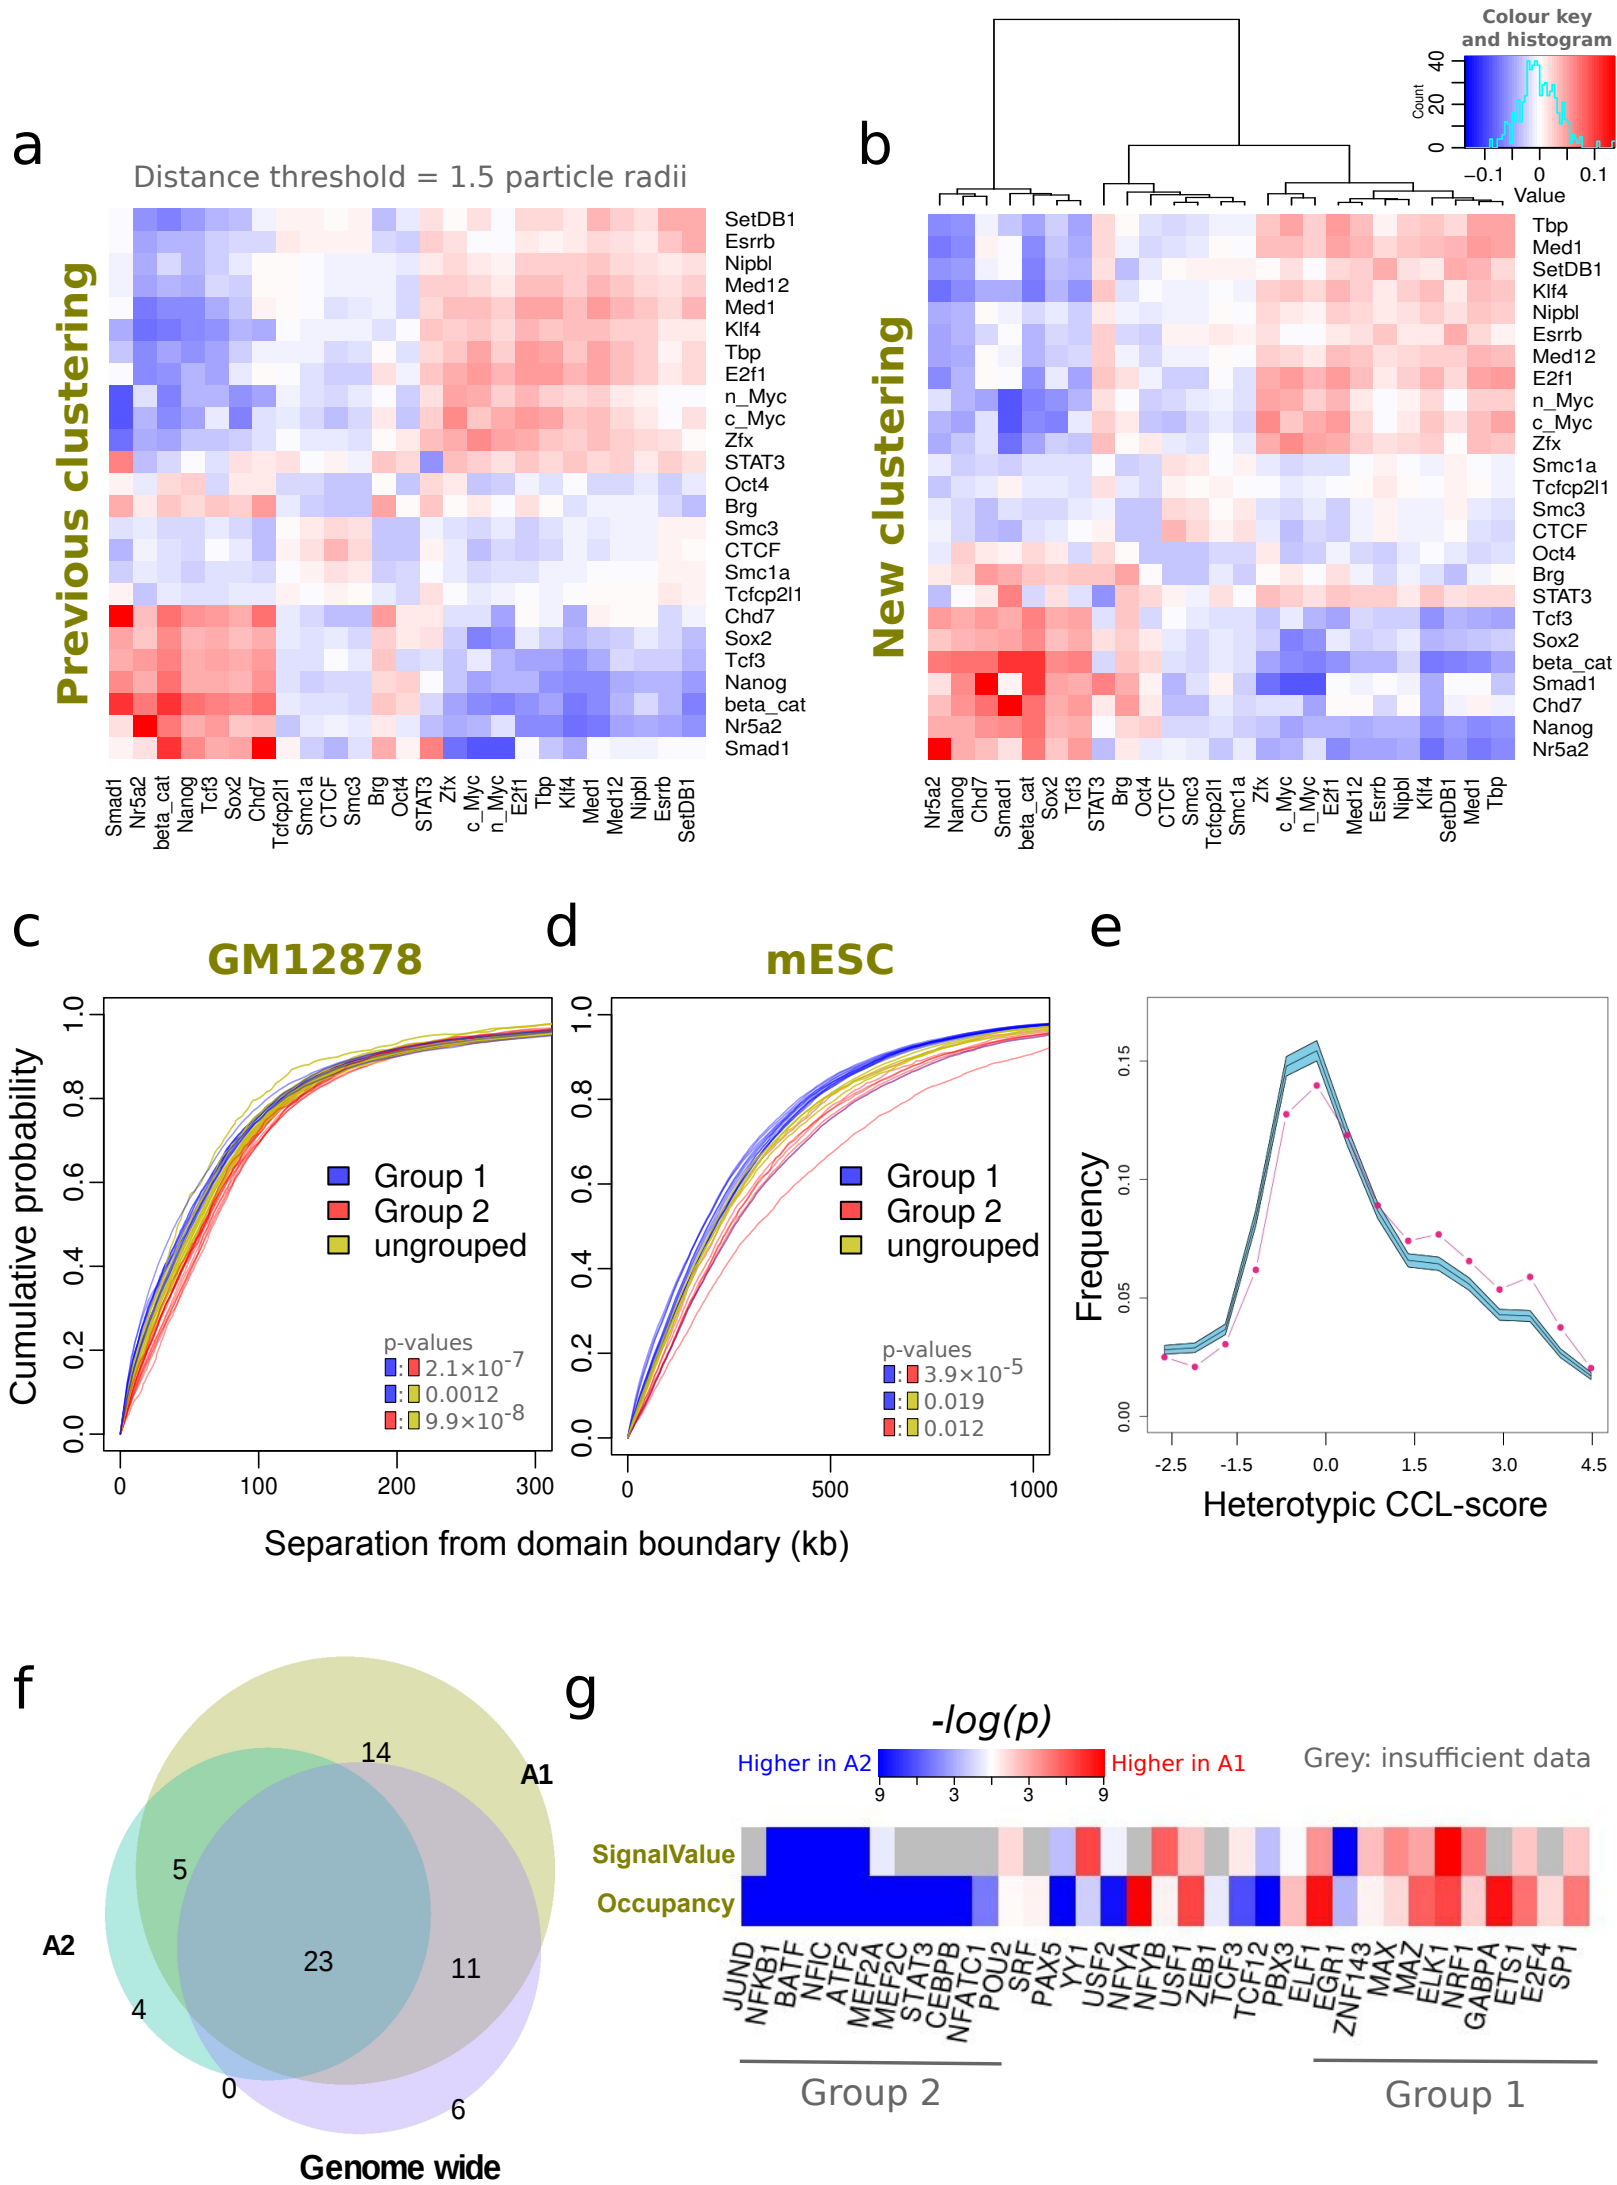 Colour key
and histogram
Count
0
20
40
−0.1
0
0.1
Value
a
Distance threshold = 1.5 particle radii
Previous clustering
SetDB1
Esrrb
Nipbl
Med12
Med1
Klf4
Tbp
E2f1
n_Myc
c_Myc
Zfx
STAT3
Oct4
Brg
Smc3
CTCF
Smc1a
Tcfcp2l1
Chd7
Sox2
Tcf3
Nanog
beta_cat
Nr5a2
Smad1
Smad1
Nr5a2
beta_cat
Nanog
Tcf3
Sox2
Chd7
Tcfcp2l1
Smc1a
CTCF
Smc3
Brg
Oct4
STAT3
Zfx
c_Myc
n_Myc
E2f1
Tbp
Klf4
Med1
Med12
Nipbl
Esrrb
SetDB1
b
New clustering
Tbp
Med1
SetDB1
Klf4
Nipbl
Esrrb
Med12
E2f1
n_Myc
c_Myc
Zfx
Smc1a
Tcfcp2l1
Smc3
CTCF
Oct4
Brg
STAT3
Tcf3
Sox2
beta_cat
Smad1
Chd7
Nanog
Nr5a2
Nr5a2
Nanog
Chd7
Smad1
beta_cat
Sox2
Tcf3
STAT3
Brg
Oct4
CTCF
Smc3
Tcfcp2l1
Smc1a
Zfx
c_Myc
n_Myc
E2f1
Med12
Esrrb
Nipbl
Klf4
SetDB1
Med1
Tbp
c
GM12878
Cumulative probability
0.0
0.2
0.4
0.6
0.8
1.0
Group 1
Group 2
ungrouped
p-values
: 2.1×10-7
: 0.0012
: 9.9×10-8
0
100
200
300
d
mESC
0.0
0.2
0.4
0.6
0.8
1.0
Group 1
Group 2
ungrouped
p-values
: 3.9×10-5
: 0.019
: 0.012
0
500
1000
Separation from domain boundary (kb)
e
Frequency
0.00
0.05
0.10
0.15
-2.5
-1.5
0.0
1.5
3.0
4.5
Heterotypic CCL-score
f
14
A1
5
A2
23
11
4
0
6
Genome wide
g
-log(p)
Higher in A2
Higher in A1
9
3
3
9
Grey: insufficient data
SignalValue
Occupancy
JUND
NFKB1
BATF
NFIC
ATF2
MEF2A
MEF2C
STAT3
CEBPB
NFATC1
POU2
SRF
PAX5
YY1
USF2
NFYA
NFYB
USF1
ZEB1
TCF3
TCF12
PBX3
ELF1
EGR1
ZNF143
MAX
MAZ
ELK1
NRF1
GABPA
ETS1
E2F4
SP1
Group 2
Group 1